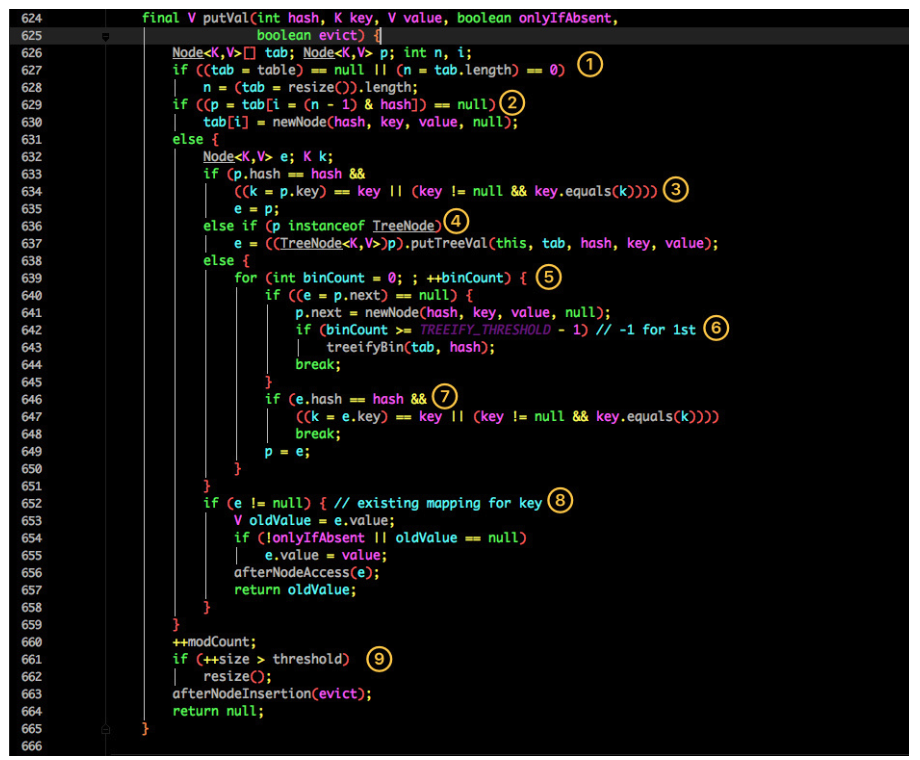 624 final V putVal(int hash, K key, V value, boolean onlyIfAbsent,
625 boolean evict) {
626 Node<K,V>[] tab; Node<K,V> p; int n, i;
627 if ((tab = table) == null || (n = tab.length) == 0) 1
628 n = (tab = resize()).length;
629 if ((p = tab[i = (n - 1) & hash]) == null) 2
630 tab[i] = newNode(hash, key, value, null);
631 else {
632 Node<K,V> e; K k;
633 if (p.hash == hash &&
634 ((k = p.key) == key || (key != null && key.equals(k)))) 3
635 e = p;
636 else if (p instanceof TreeNode) 4
637 e = ((TreeNode<K,V>)p).putTreeVal(this, tab, hash, key, value);
638 else {
639 for (int binCount = 0; ; ++binCount) { 5
640 if ((e = p.next) == null) {
641 p.next = newNode(hash, key, value, null);
642 if (binCount >= TREEIFY_THRESHOLD - 1) // -1 for 1st 6
643 treeifyBin(tab, hash);
644 break;
645 }
646 if (e.hash == hash && 7
647 ((k = e.key) == key || (key != null && key.equals(k))))
648 break;
649 p = e;
650 }
651 }
652 if (e != null) { // existing mapping for key 8
653 V oldValue = e.value;
654 if (!onlyIfAbsent || oldValue == null)
655 e.value = value;
656 afterNodeAccess(e);
657 return oldValue;
658 }
659 }
660 ++modCount;
661 if (++size > threshold) 9
662 resize();
663 afterNodeInsertion(evict);
664 return null;
665 }
666